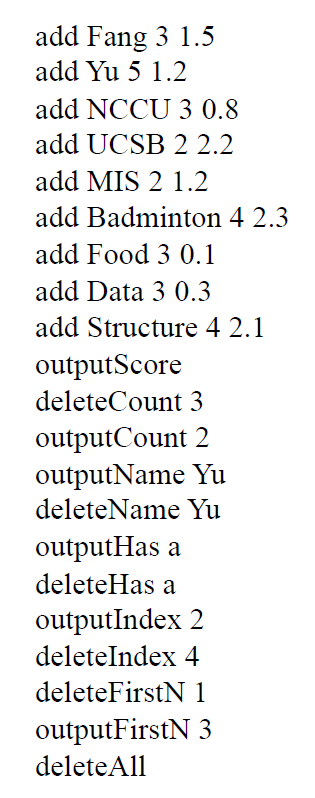 add Fang 3 1.5
add Yu 5 1.2
add NCCU 3 0.8
add UCSB 2 2.2
add MIS 2 1.2
add Badminton 4 2.3
add Food 3 0.1
add Data 3 0.3
add Structure 4 2.1
outputScore
deleteCount 3
outputCount 2
outputName Yu
deleteName Yu
outputHas a
deleteHas a
outputIndex 2
deleteIndex 4
deleteFirstN 1
outputFirstN 3
deleteAll